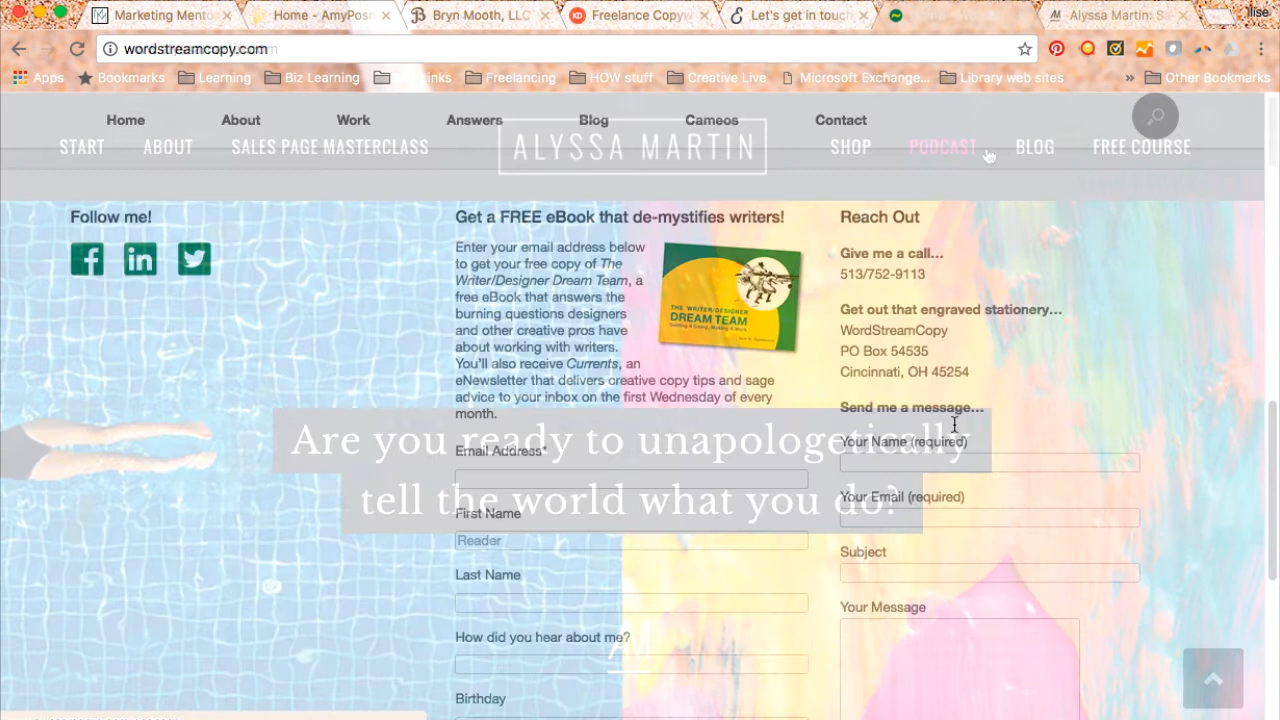 Marketing Mento
Home - AmyPosn
Bryn Mooth, LLC
Freelance Copyw
Let's get in touch
Alyssa Martin: S
Ilise
wordstreamcopy.com
Apps
Bookmarks
Learning
Biz Learning
Links
Freelancing
HOW stuff
Creative Live
Microsoft Exchange...
Library web sites
»
Other Bookmarks
Home
About
Work
Answers
Blog
Cameos
Contact
START
ABOUT
SALES PAGE MASTERCLASS
ALYSSA MARTIN
SHOP
PODCAST
BLOG
FREE COURSE
Follow me!
Get a FREE eBook that de-mystifies writers!
Enter your email address below
to get your free copy of The
Writer/Designer Dream Team, a
free eBook that answers the
burning questions designers
and other creative pros have
about working with writers.
You'll also receive Currents, an
eNewsletter that delivers creative copy tips and sage
advice to your inbox on the first Wednesday of every
month.
THE WRITER/DESIGNER
DREAM TEAM
Email Address*
First Name
Reader
Last Name
How did you hear about me?
Birthday
Reach Out
Give me a call...
513/752-9113
Get out that engraved stationery...
WordStreamCopy
PO Box 54535
Cincinnati, OH 45254
Send me a message...
Your Name (required)
Your Email (required)
Subject
Your Message
Are you ready to unapologetically
tell the world what you do?